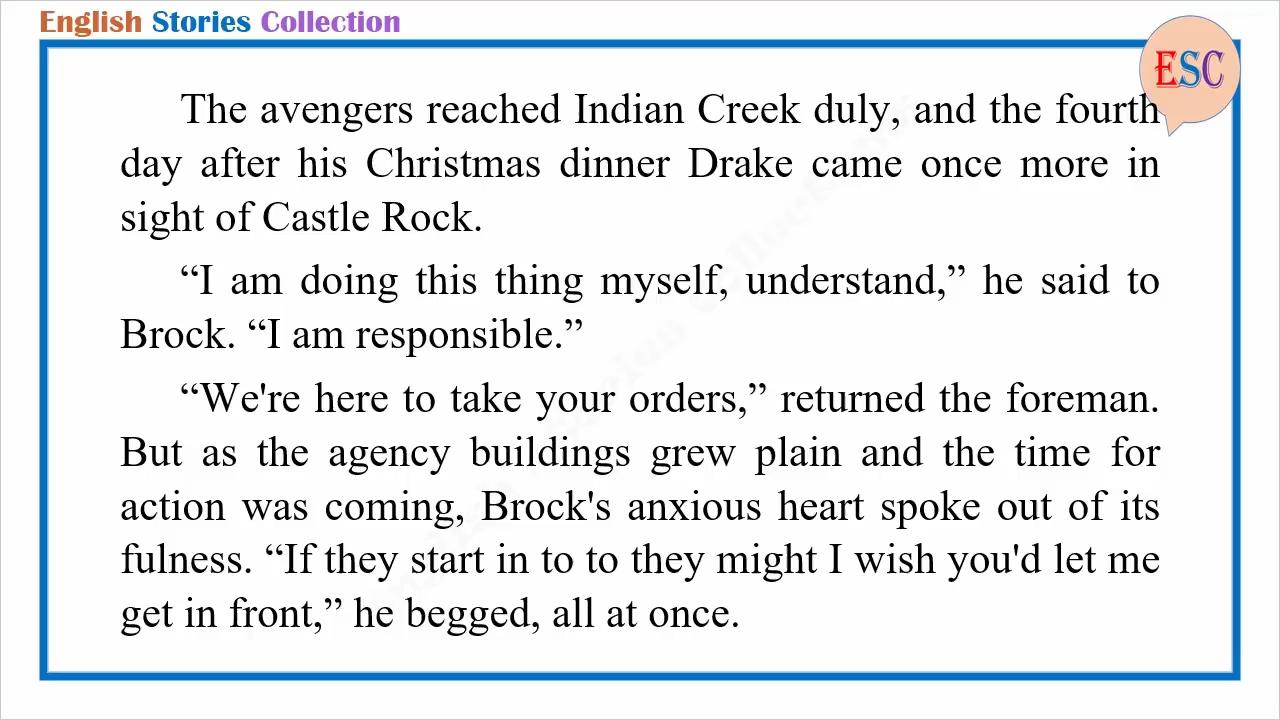 English Stories Collection
ESC
The avengers reached Indian Creek duly, and the fourth
day after his Christmas dinner Drake came once more in
sight of Castle Rock.
“I am doing this thing myself, understand,” he said to
Brock. “I am responsible.”
“We're here to take your orders,” returned the foreman.
But as the agency buildings grew plain and the time for
action was coming, Brock's anxious heart spoke out of its
fulness. “If they start in to to they might I wish you'd let me
get in front,” he begged, all at once.